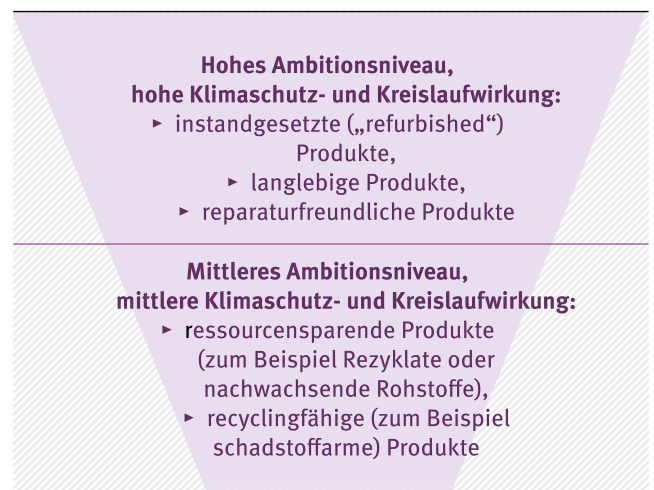 Hohes Ambitionsniveau,
hohe Klimaschutz- und Kreislaufwirkung:
▸ instandgesetzte („refurbished“)
Produkte,
▸ langlebige Produkte,
▸ reparaturfreundliche Produkte
Mittleres Ambitionsniveau,
mittlere Klimaschutz- und Kreislaufwirkung:
▸ ressourcensparende Produkte
(zum Beispiel Rezyklate oder
nachwachsende Rohstoffe),
▸ recyclingfähige (zum Beispiel
schadstoffarme) Produkte